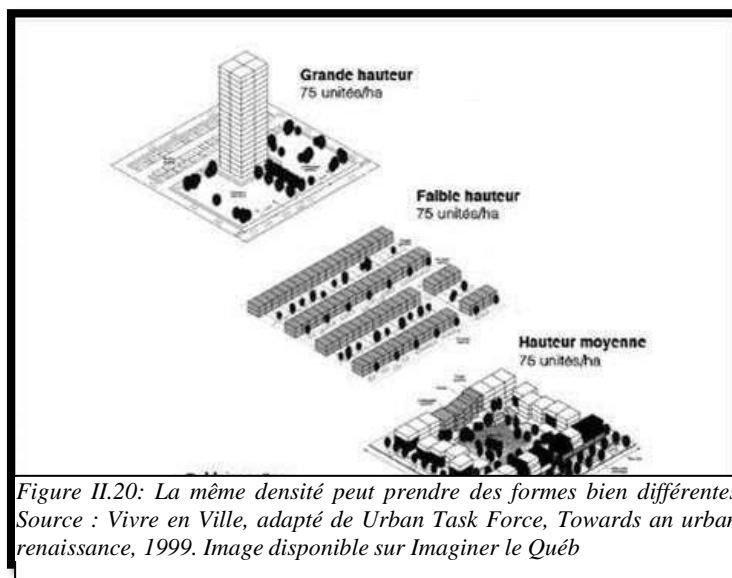 Grande hauteur
75 unités/ha
Faible hauteur
75 unités/ha
Hauteur moyenne
75 unités/ha
Figure II.20: La même densité peut prendre des formes bien différentes
Source : Vivre en Ville, adapté de Urban Task Force, Towards an urban
renaissance, 1999. Image disponible sur Imaginer le Québ